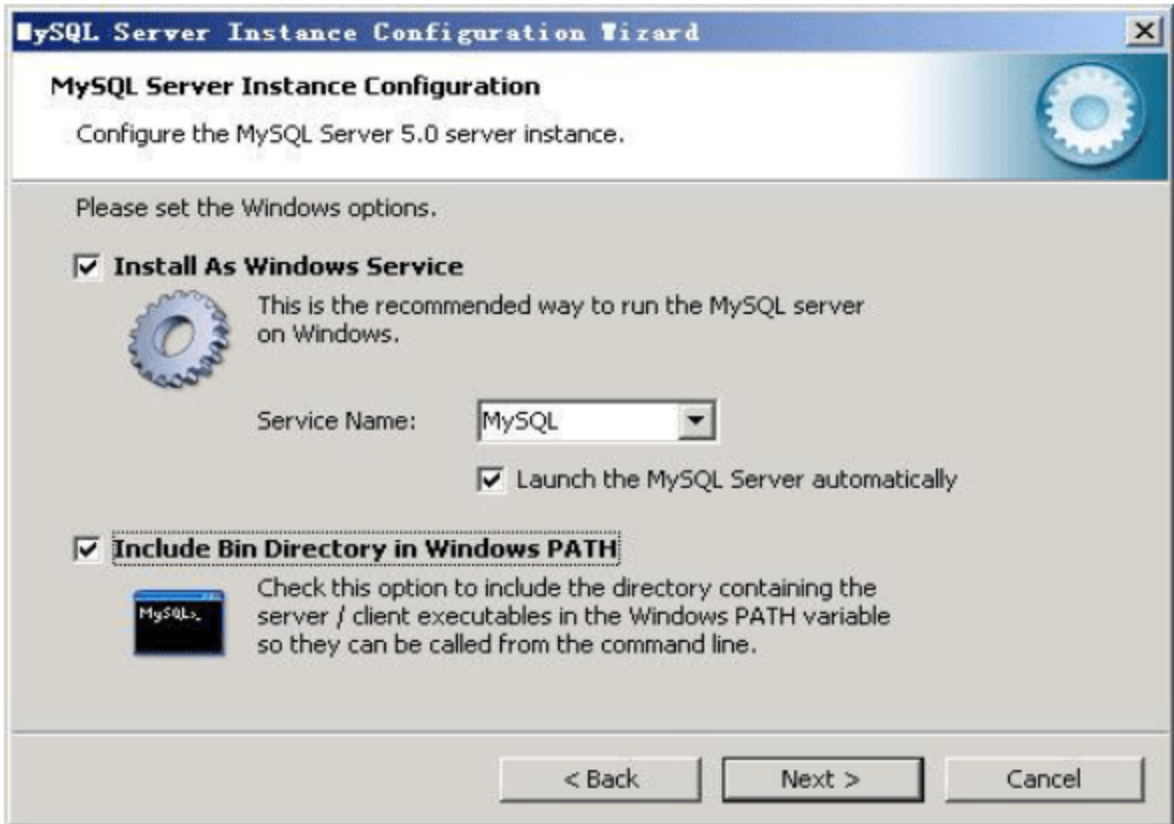 MySQL Server Instance Configuration Wizard
MySQL Server Instance Configuration
Configure the MySQL Server 5.0 server instance.
Please set the Windows options.
Install As Windows Service
This is the recommended way to run the MySQL server
on Windows.
Service Name:
MySQL
Launch the MySQL Server automatically
Include Bin Directory in Windows PATH
Check this option to include the directory containing the
server / client executables in the Windows PATH variable
so they can be called from the command line.
MySQL>_
< Back
Next >
Cancel